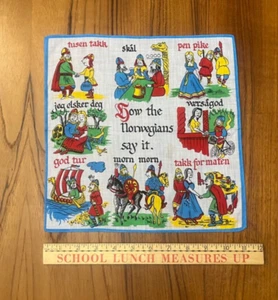 tusen takk
skål
pen pike
jeg elsker deg
How the
Norwegians
say it.
versågod
god tur
morn morn
takk for maten
SCHOOL LUNCH MEASURES UP